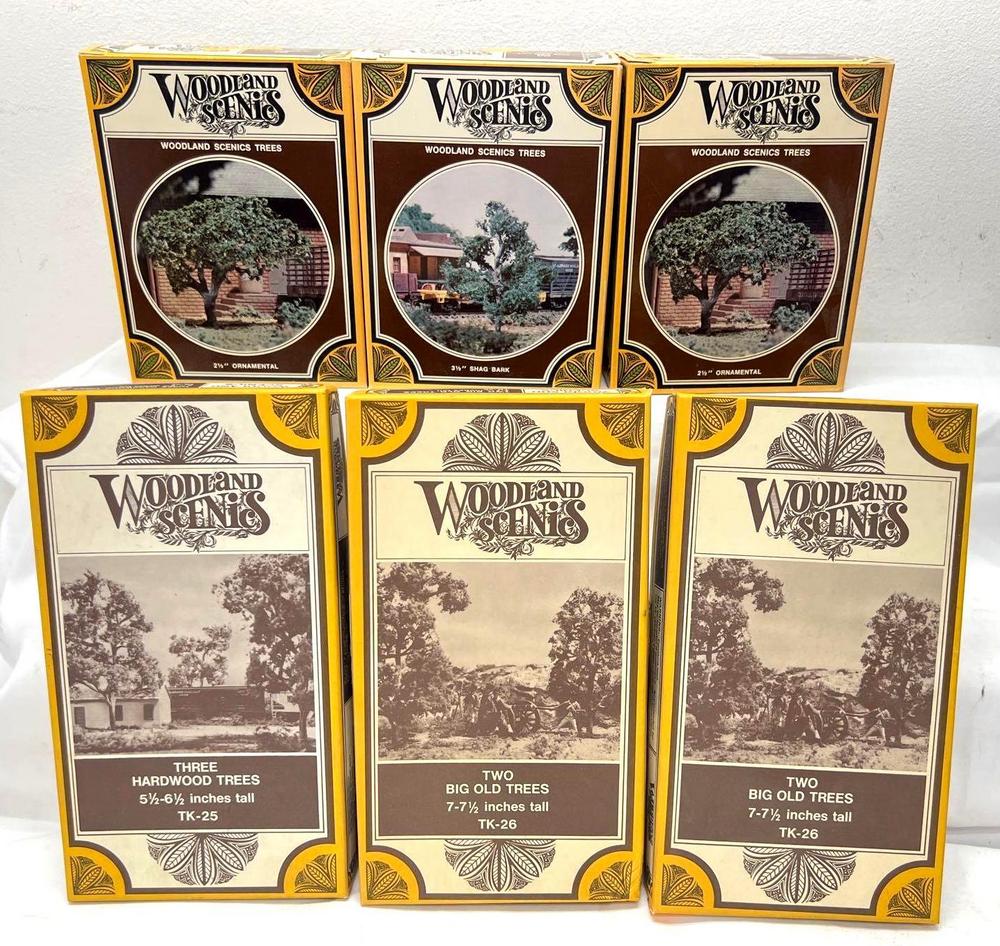 WOODLAND
SCENICS
WOODLAND SCENICS TREES
2½" ORNAMENTAL
WOODLAND
SCENICS
WOODLAND SCENICS TREES
3½" SHAG BARK
WOODLAND
SCENICS
WOODLAND SCENICS TREES
2½" ORNAMENTAL
WOODLAND
SCENICS
THREE
HARDWOOD TREES
5½-6½ inches tall
TK-25
WOODLAND
SCENICS
TWO
BIG OLD TREES
7-7½ inches tall
TK-26
WOODLAND
SCENICS
TWO
BIG OLD TREES
7-7½ inches tall
TK-26